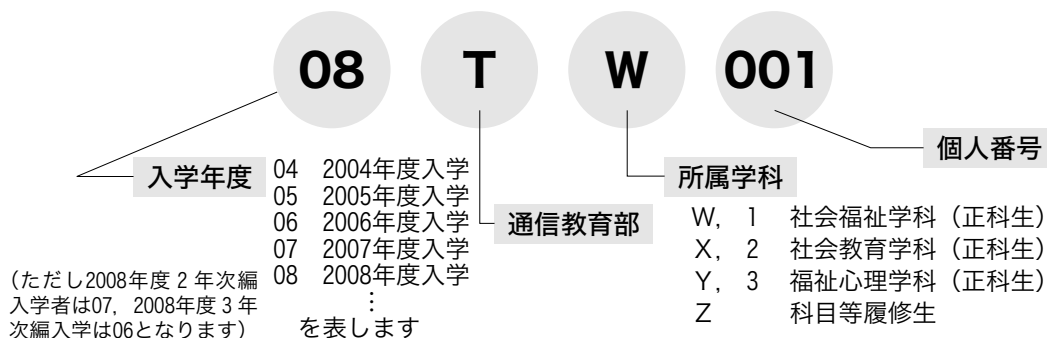 08 T W 001
個人番号
入学年度
04 2004年度入学
05 2005年度入学
06 2006年度入学
07 2007年度入学
08 2008年度入学
⋮
を表します
(ただし2008年度2年次編
入学者は07, 2008年度3年
次編入学は06となります)
通信教育部
所属学科
W, 1 社会福祉学科(正科生)
X, 2 社会教育学科(正科生)
Y, 3 福祉心理学科(正科生)
Z 科目等履修生